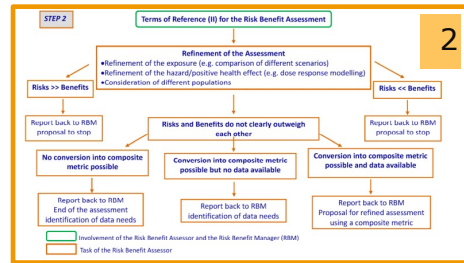 STEP 2
Terms of Reference (II) for the Risk Benefit Assessment
2
Refinement of the Assessment
•Refinement of the exposure (e.g. comparison of different scenarios)
•Refinement of the hazard/positive health effect (e.g. dose response modelling)
•Consideration of different populations
Risks >> Benefits
Risks << Benefits
Report back to RBM
proposal to stop
Report back to RBM
proposal to stop
Risks and Benefits do not clearly outweigh
each other
No conversion into composite
metric possible
Conversion into composite metric
possible but no data available
Conversion into composite metric
possible and data available
Report back to RBM
End of the assessment
identification of data needs
Report back to RBM
identification of data needs
Report back to RBM
Proposal for refined assessment
using a composite metric
Involvement of the Risk Benefit Assessor and the Risk Benefit Manager (RBM)
Task of the Risk Benefit Assessor